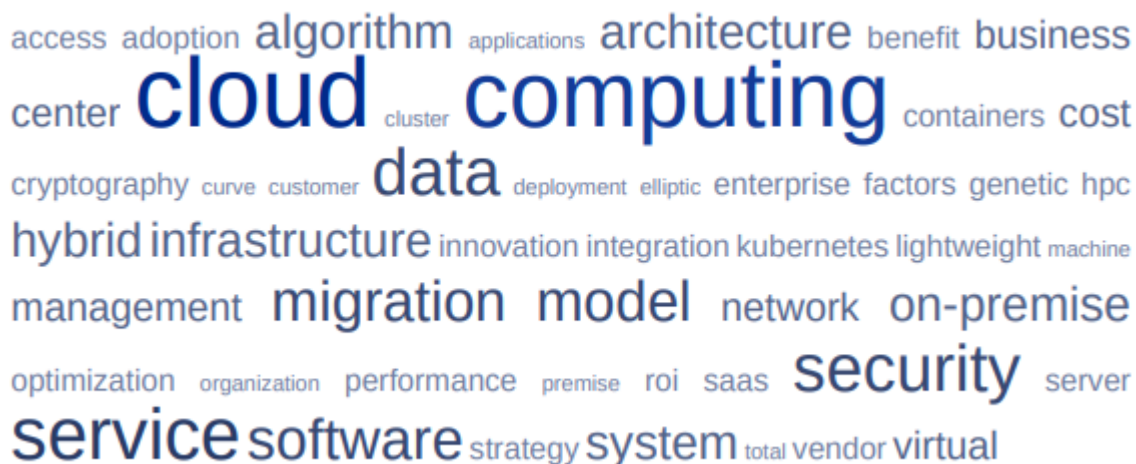 access adoption algorithm applications architecture benefit business
center cloud cluster computing containers cost
cryptography curve customer data deployment elliptic enterprise factors genetic hpc
hybrid infrastructure innovation integration kubernetes lightweight machine
management migration model network on-premise
optimization organization performance premise roi saas security server
service software strategy system total vendor virtual